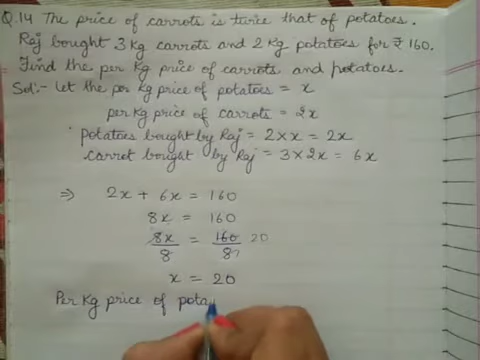 Q.14 The price of carrots is twice that of potatoes.
Raj bought 3 Kg carrots and 2 Kg potatoes for ₹ 160.
Find the per Kg price of carrots and potatoes.
Sol:- Let the per Kg price of potatoes = x
per Kg price of carrots = 2x
Potatoes bought by Raj = 2 × x = 2x
Carret bought by Raj = 3 × 2x = 6x
⇒ 2x + 6x = 160
8x = 160
8x/8 = 160/8 20
x = 20
Per Kg price of pota